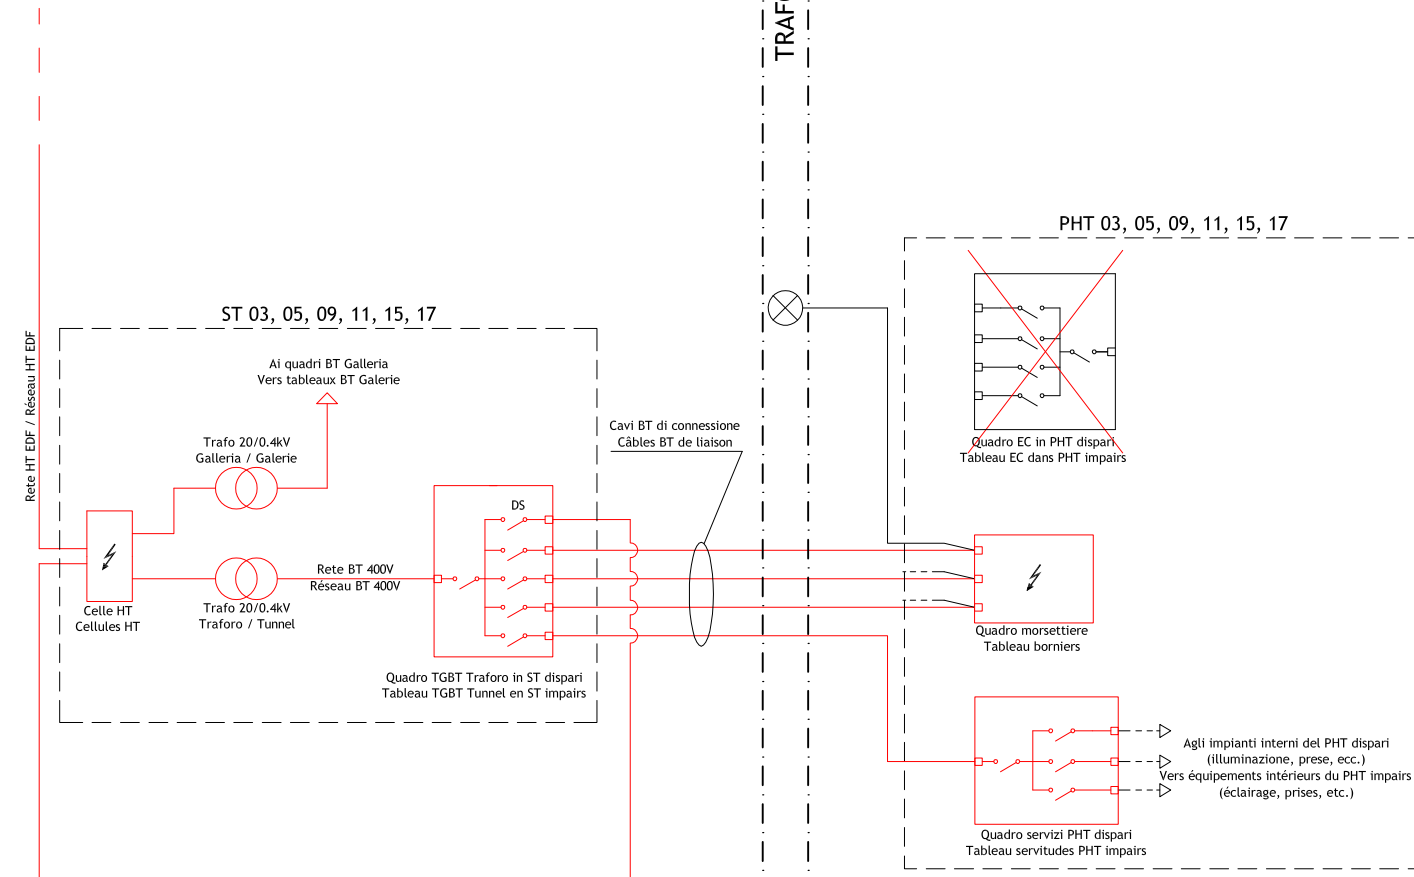 TRAF
PHT 03, 05, 09, 11, 15, 17
ST 03, 05, 09, 11, 15, 17
Rete HT EDF / Réseau HT EDF
Ai quadri BT Galleria
Vers tableaux BT Galerie
Cavi BT di connessione
Câbles BT de liaison
Trafo 20/0.4kV
Galleria / Galerie
Quadro EC in PHT dispari
Tableau EC dans PHT impairs
DS
Rete BT 400V
Réseau BT 400V
Celle HT
Cellules HT
Trafo 20/0.4kV
Traforo / Tunnel
Quadro morsettiere
Tableau borniers
Quadro TGBT Traforo in ST dispari
Tableau TGBT Tunnel en ST impairs
Agli impianti interni del PHT dispari
(illuminazione, prese, ecc.)
Vers équipements intérieurs du PHT impairs
(éclairage, prises, etc.)
Quadro servizi PHT dispari
Tableau servitudes PHT impairs